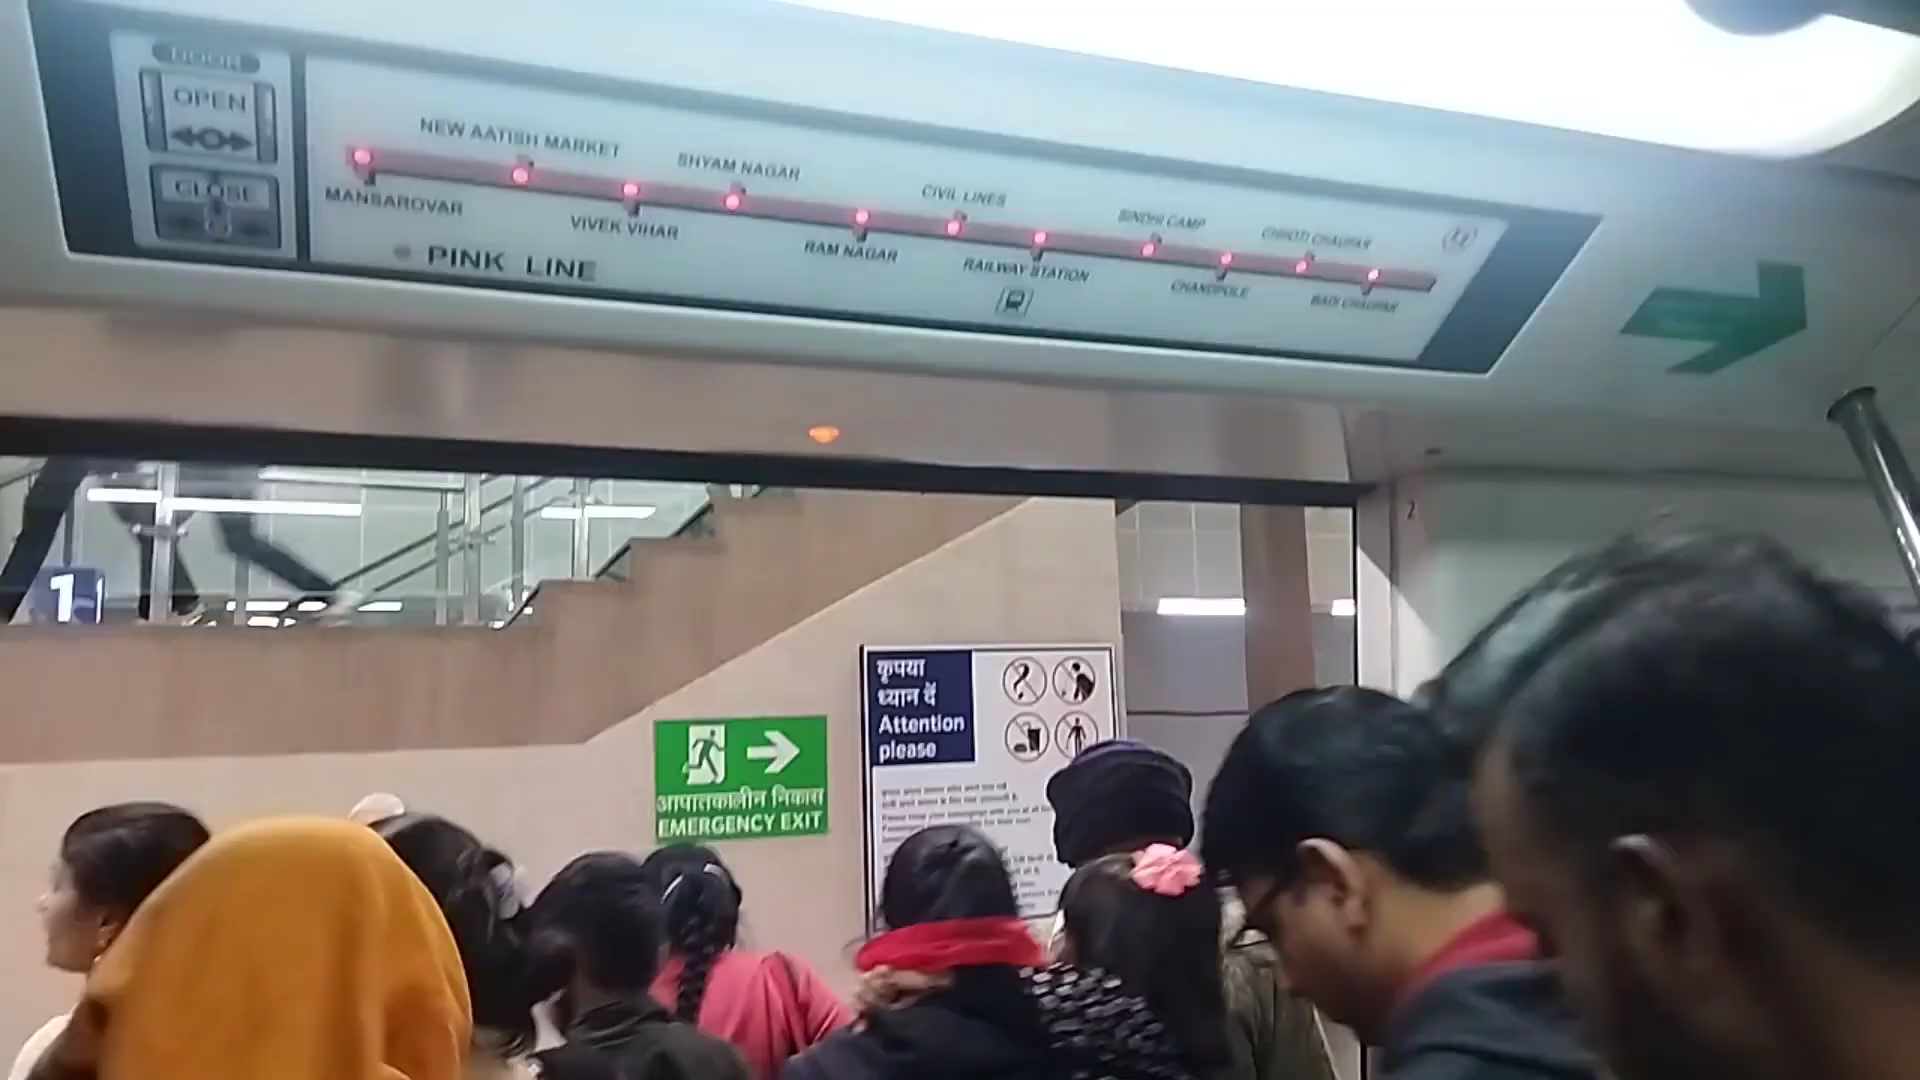 DOOR
OPEN
CLOSE
NEW AATISH MARKET
SHYAM NAGAR
CIVIL LINES
SINDHI CAMP
CHHOTI CHAUPAR
MANSAROVAR
VIVEK VIHAR
RAM NAGAR
RAILWAY STATION
CHANDPOLE
BADI CHAUPAR
PINK LINE
2
1
कृपया
ध्यान दें
Attention
please
आपातकालीन निकास
EMERGENCY EXIT